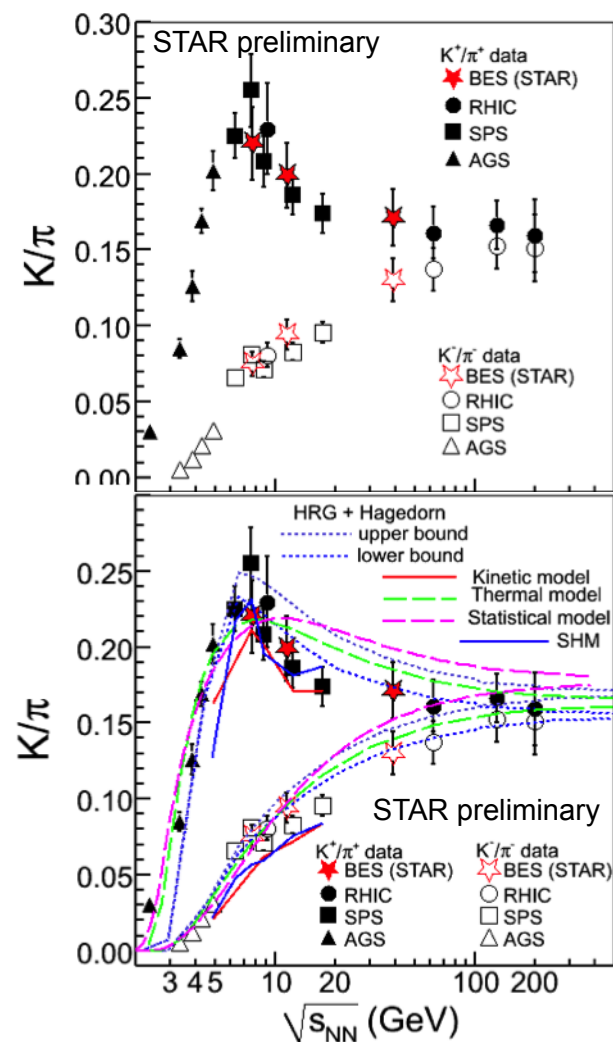 STAR preliminary
K⁺/π⁺ data
BES (STAR)
RHIC
SPS
AGS
0.30
0.25
0.20
0.15
0.10
0.05
0.00
K/π
K⁻/π⁻ data
BES (STAR)
RHIC
SPS
AGS
HRG + Hagedorn
upper bound
lower bound
Kinetic model
Thermal model
Statistical model
SHM
0.25
0.20
0.15
0.10
0.05
0.00
K/π
STAR preliminary
K⁺/π⁺ data K⁻/π⁻ data
BES (STAR) BES (STAR)
RHIC RHIC
SPS SPS
AGS AGS
3 4 5 10 20 100 200
√s_NN (GeV)